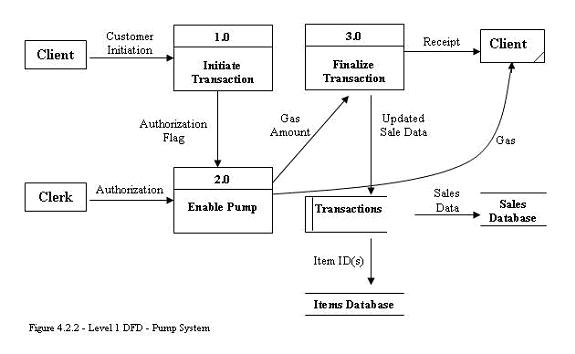 1.0
3.0
Client
Customer
Initiation
Initiate
Transaction
Finalize
Transaction
Receipt
Client
Authorization
Flag
Gas
Amount
Updated
Sale Data
Gas
2.0
Clerk
Authorization
Enable Pump
Transactions
Sales
Data
Sales
Database
Item ID(s)
Items Database
Figure 4.2.2 - Level 1 DFD - Pump System